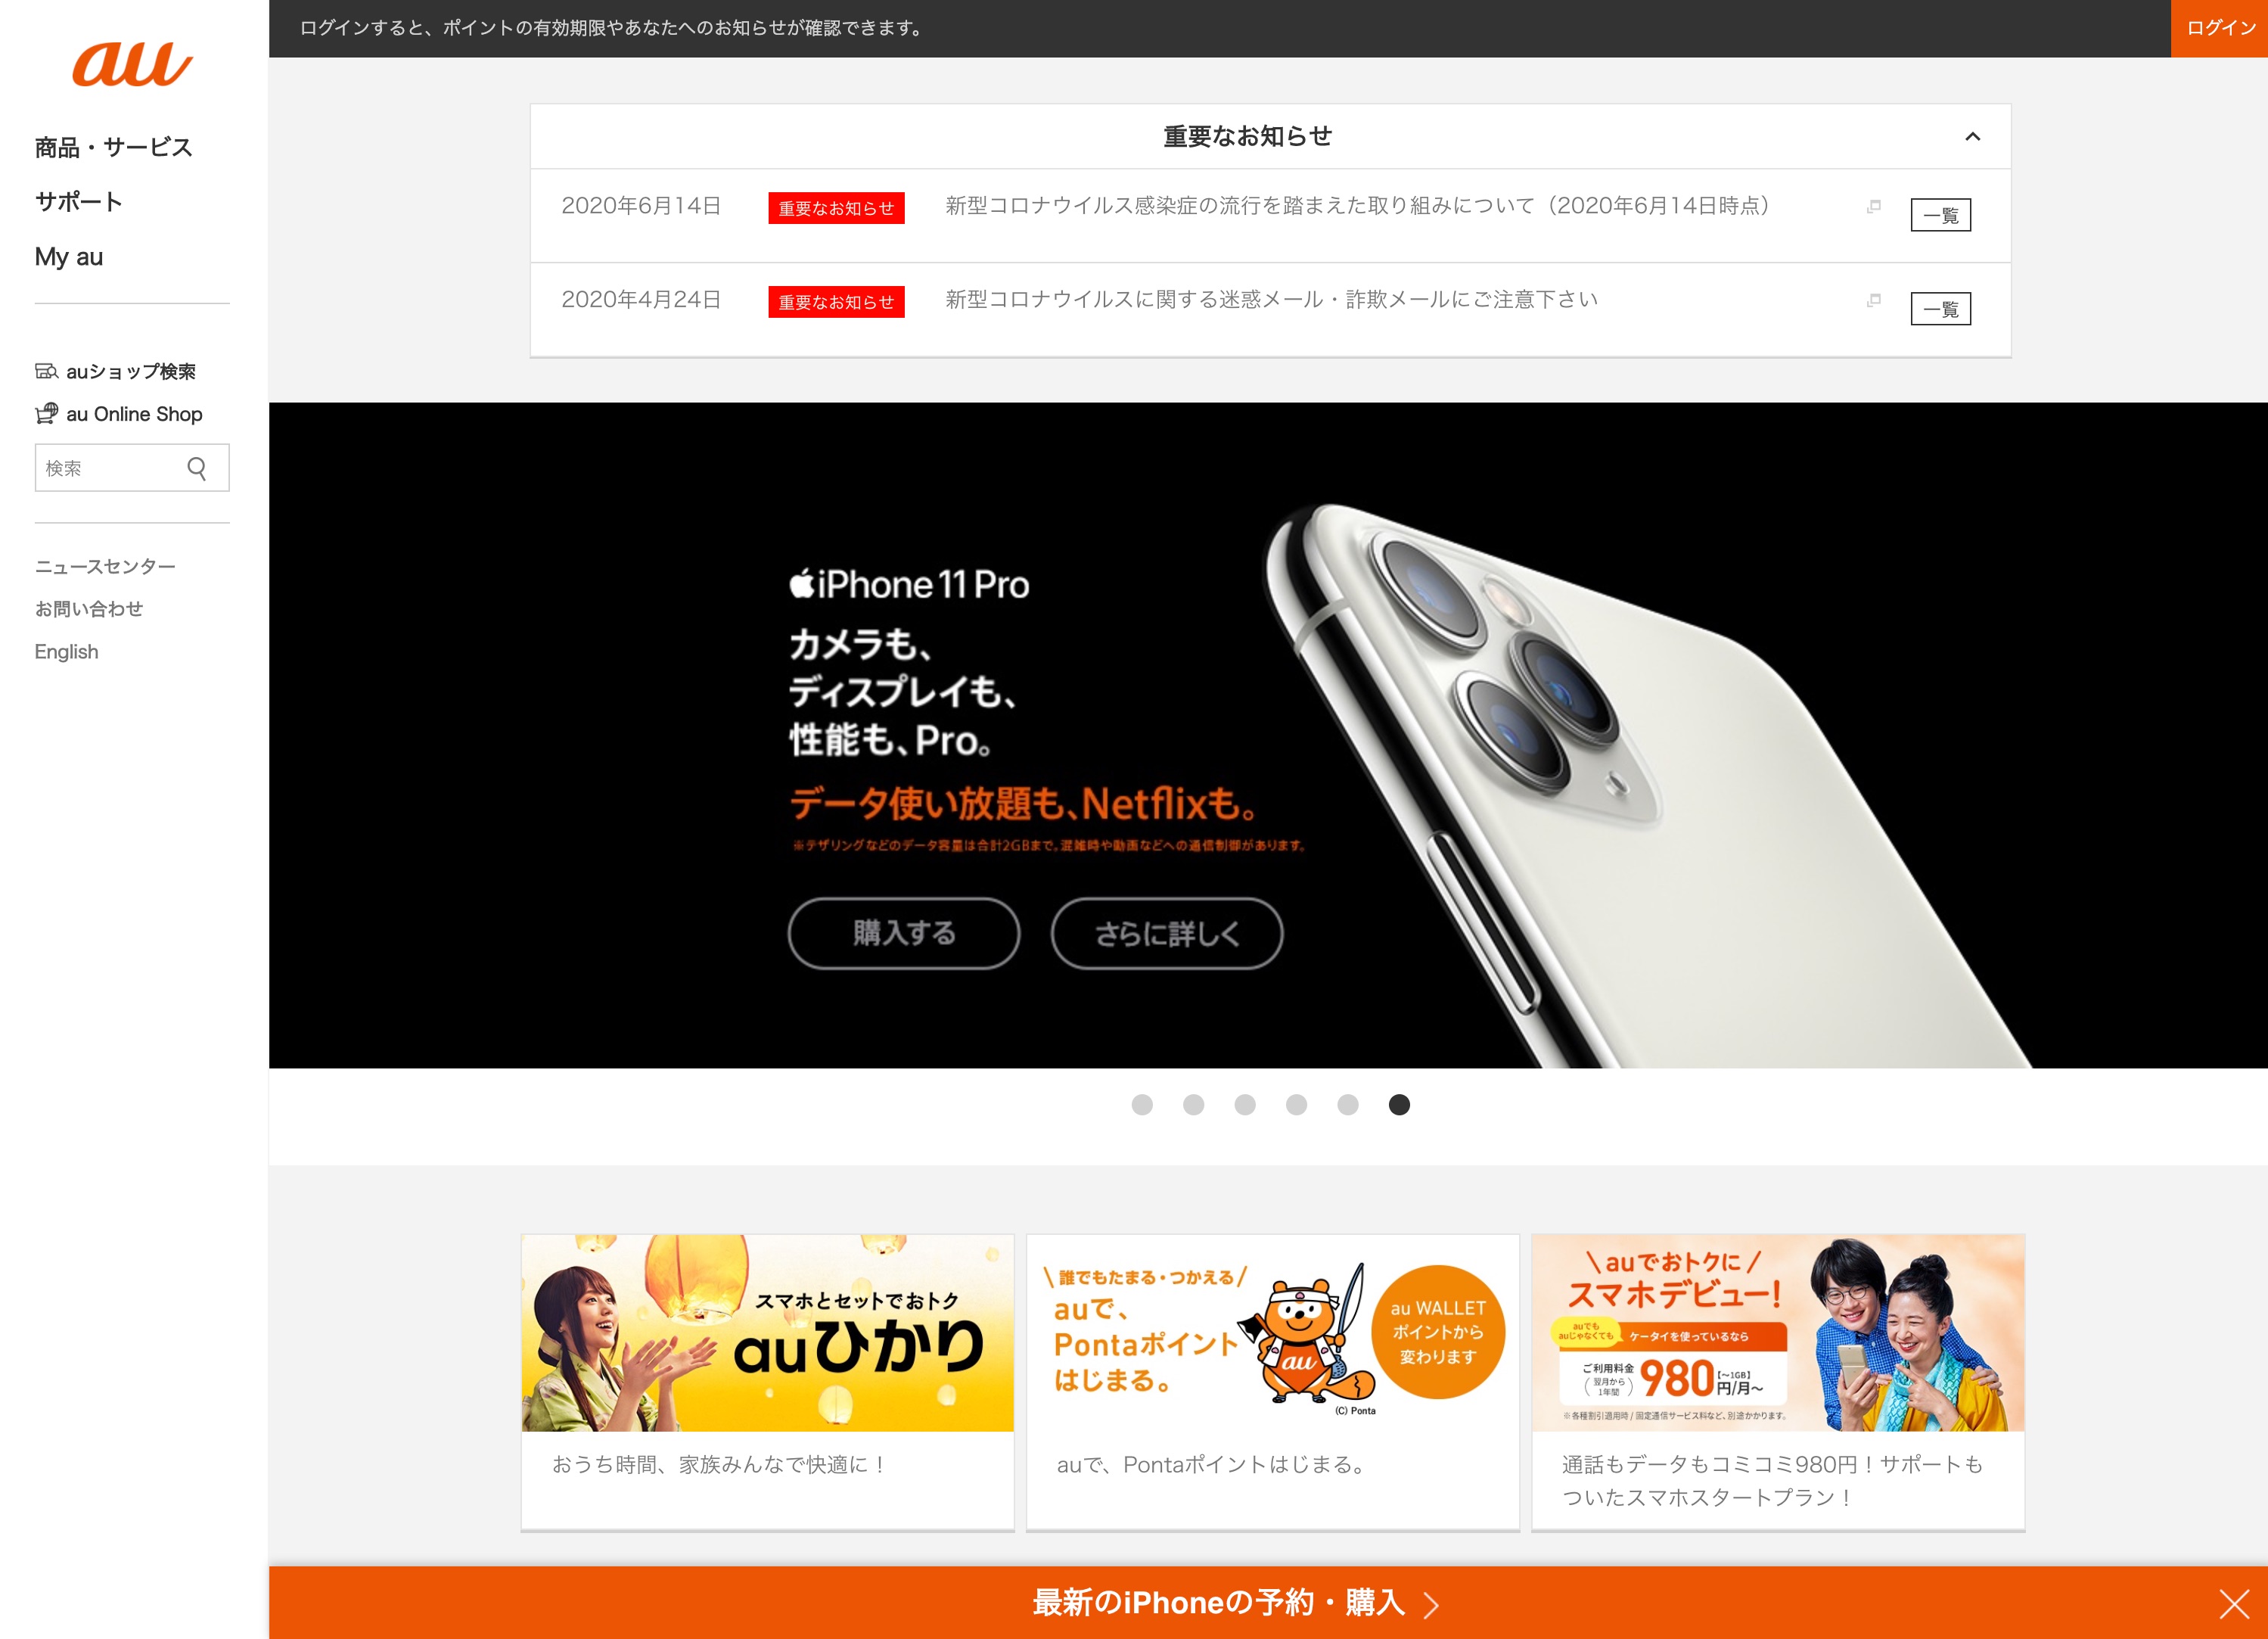 au
商品・サービス
サポート
My au
auショップ検索
au Online Shop
検索
ニュースセンター
お問い合わせ
English
ログインすると、ポイントの有効期限やあなたへのお知らせが確認できます。
ログイン
重要なお知らせ
2020年6月14日 重要なお知らせ 新型コロナウイルス感染症の流行を踏まえた取り組みについて（2020年6月14日時点） 一覧
2020年4月24日 重要なお知らせ 新型コロナウイルスに関する迷惑メール・詐欺メールにご注意下さい 一覧
iPhone 11 Pro
カメラも、
ディスプレイも、
性能も、Pro。
データ使い放題も、Netflixも。
※テザリングなどのデータ容量は合計2GBまで。混雑時や動画などへの通信制御があります。
購入する
さらに詳しく
スマホとセットでおトク
auひかり
おうち時間、家族みんなで快適に！
誰でもたまる・つかえる
auで、
Pontaポイント
はじまる。
au
(C) Ponta
au WALLET
ポイントから
変わります
auで、Pontaポイントはじまる。
auでおトクに
スマホデビュー！
auでも
auじゃなくても
ケータイを使っているなら
ご利用料金
（翌月から
1年間）
980円/月～
【～1GB】
※各種割引適用時 / 固定通信サービス料など、別途かかります。
通話もデータもコミコミ980円！サポートも
ついたスマホスタートプラン！
最新のiPhoneの予約・購入